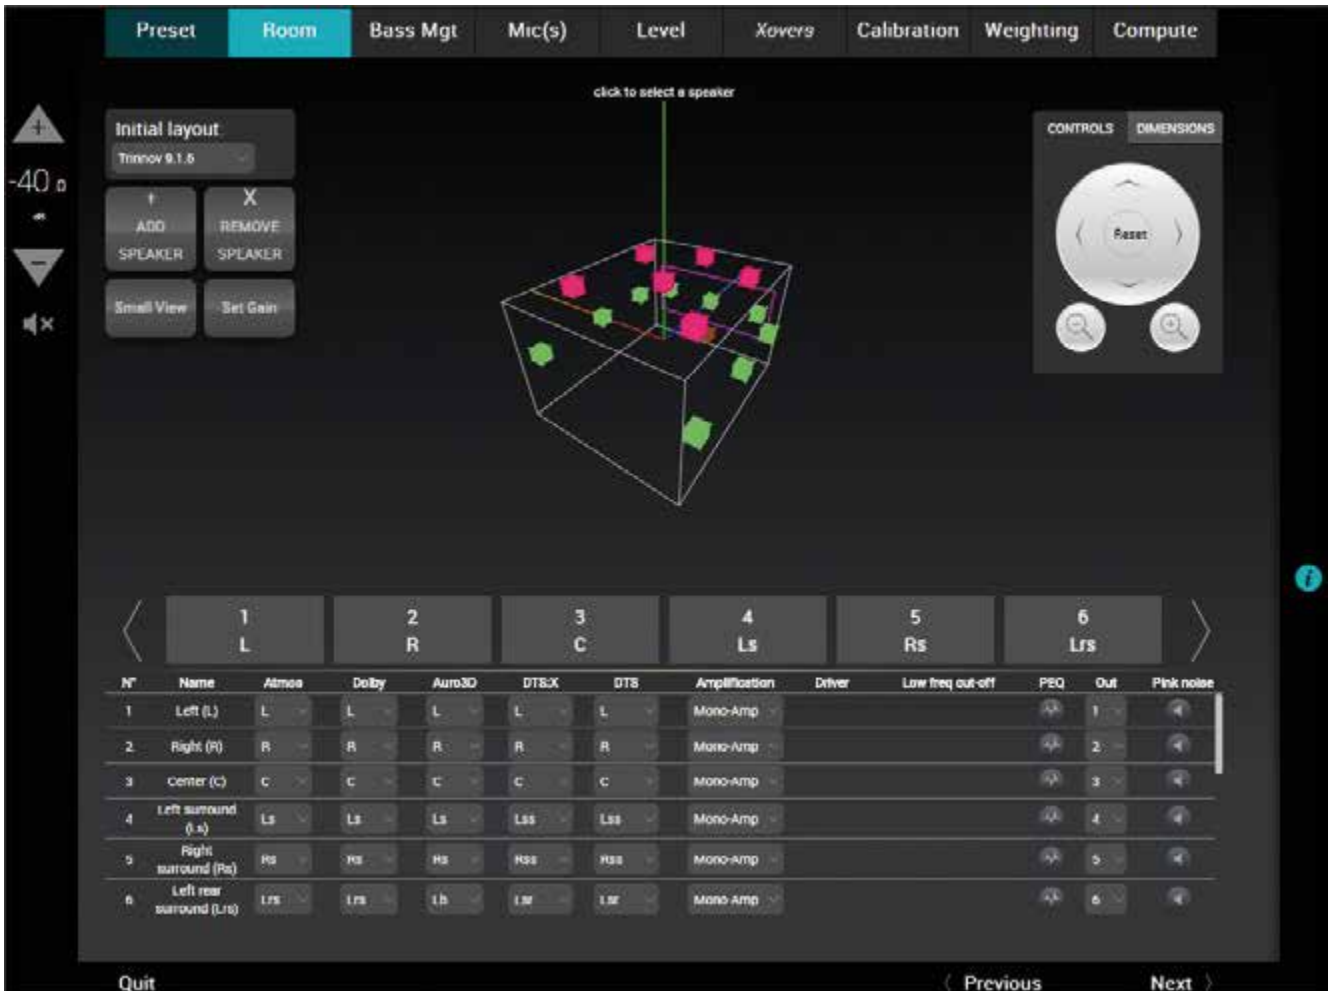 Preset Room Bass Mgt Mic(s) Level Xovers Calibration Weighting Compute
click to select a speaker
Initial layout
Trinnov 9.1.6
+ X
ADD REMOVE
SPEAKER SPEAKER
Small View Set Gain
-40.0
dB
CONTROLS DIMENSIONS
Reset
1 2 3 4 5 6
L R C Ls Rs Lrs
N° Name Atmos Dolby Auro3D DTS:X DTS Amplification Driver Low freq cut-off PEQ Out Pink noise
1 Left (L) L L L L L Mono-Amp 1
2 Right (R) R R R R R Mono-Amp 2
3 Center (C) C C C C C Mono-Amp 3
4 Left surround (Ls) Ls Ls Ls Lss Lss Mono-Amp 4
5 Right surround (Rs) Rs Rs Rs Rss Rss Mono-Amp 5
6 Left rear surround (Lrs) Lrs Lrs Lb Lsr Lsr Mono-Amp 6
Quit Previous Next